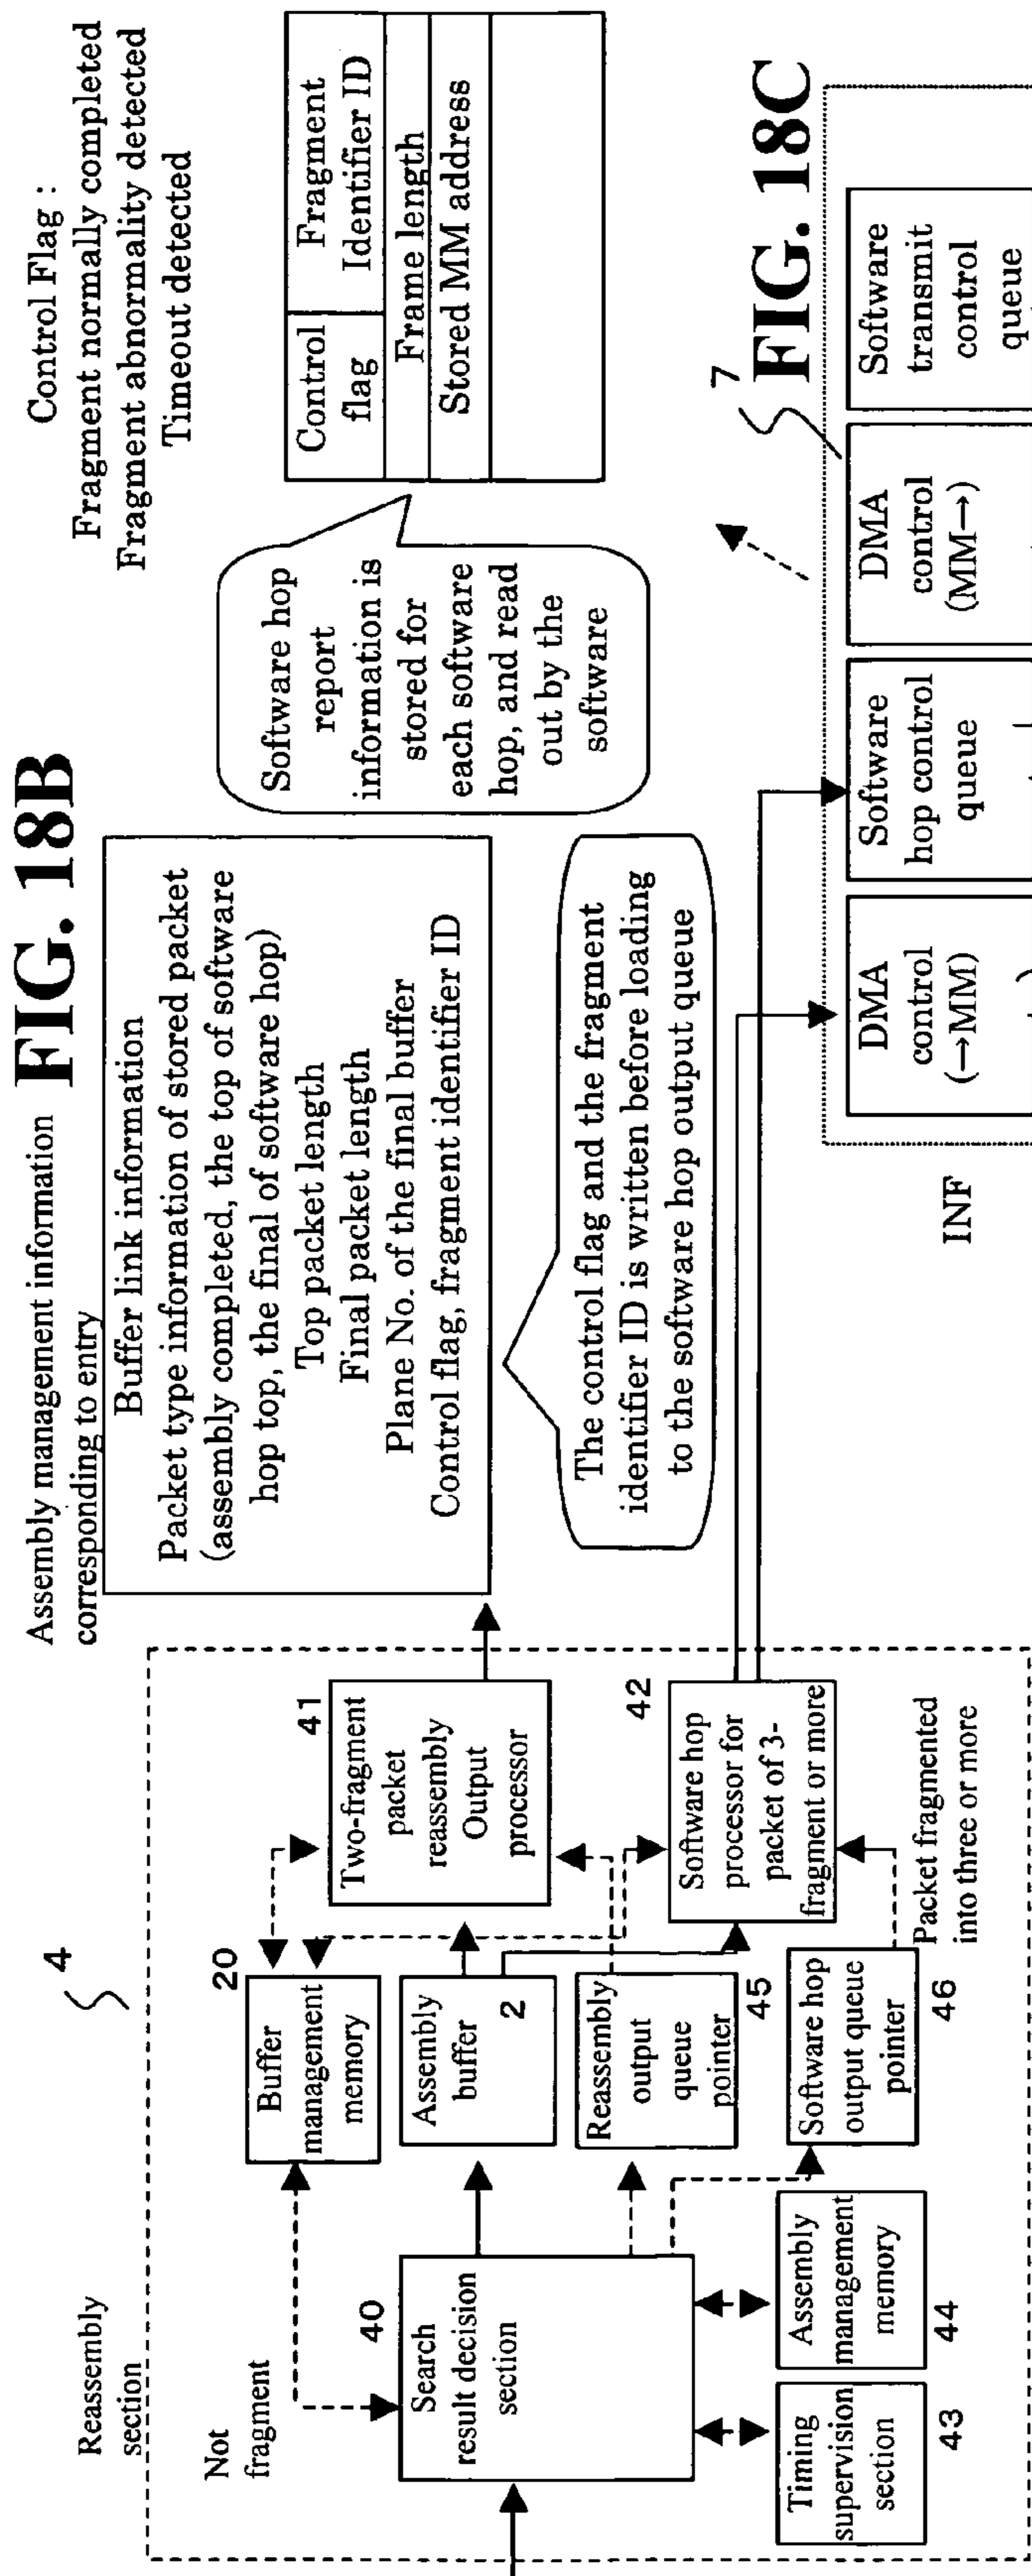 FIG. 18B
Assembly management information
corresponding to entry
Buffer link information
Packet type information of stored packet
(assembly completed, the top of software
hop top, the final of software hop)
Top packet length
Final packet length
Plane No. of the final buffer
Control flag, fragment identifier ID
The control flag and the fragment
identifier ID is written before loading
to the software hop output queue
Control Flag :
Fragment normally completed
Fragment abnormality detected
Timeout detected
Control
flag
Fragment
Identifier ID
Frame length
Stored MM address
Software hop
report
information is
stored for
each software
hop, and read
out by the
software
FIG. 18C
7
DMA
control
(→MM)
Software
hop control
queue
DMA
control
(MM→)
Software
transmit
control
queue
INF
Reassembly
section
4
Not
fragment
40
Search
result decision
section
20
Buffer
management
memory
Assembly
buffer
2
Reassembly
output
queue
pointer
45
Software hop
output queue
pointer
46
41
Two-fragment
packet
reassembly
Output
processor
42
Software hop
processor for
packet of 3-
fragment or more
Packet fragmented
into three or more
Timing
supervision
section
43
Assembly
management
memory
44